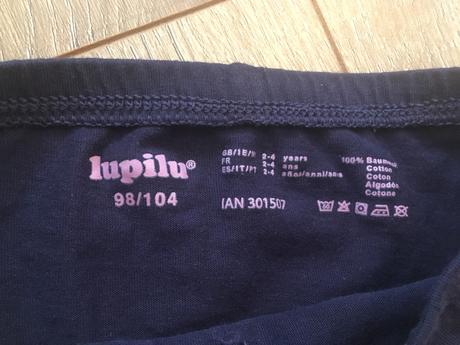 lupilu®
98/104
GB/IE/ 2-4 years
FR 2-4 ans
ES/IT/PT 2-4 años/anni/anos
100% Baumwolle
Cotton
Coton
Algodón
Cotone
IAN 301507